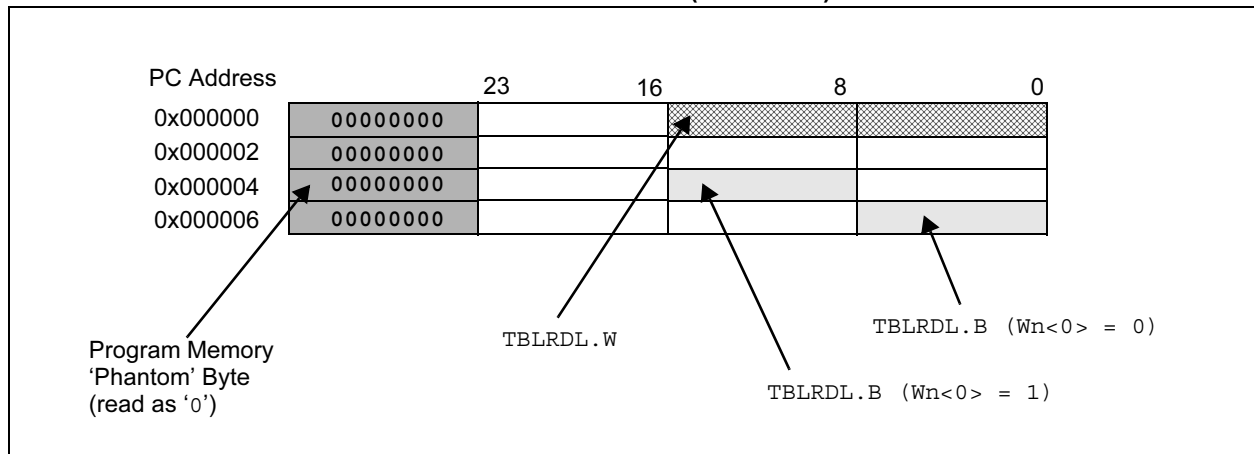 PC Address
23 16 8 0
0x000000 00000000
0x000002 00000000
0x000004 00000000
0x000006 00000000
TBLRDL.W
TBLRDL.B (Wn<0> = 0)
TBLRDL.B (Wn<0> = 1)
Program Memory
‘Phantom’ Byte
(read as ‘0’)